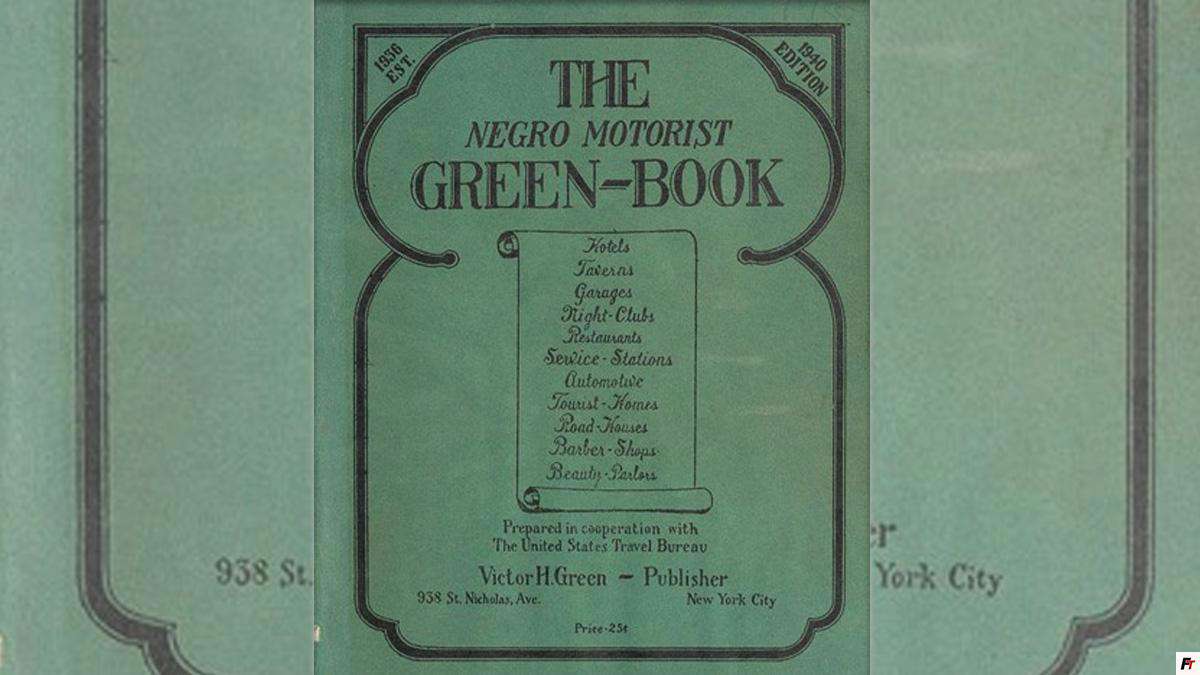 1936
EST.
1940
EDITION
THE
NEGRO MOTORIST
GREEN-BOOK
Hotels
Taverns
Garages
Night-Clubs
Restaurants
Service-Stations
Automotive
Tourist-Homes
Road-Houses
Barber-Shops
Beauty-Parlors
Prepared in cooperation with
The United States Travel Bureau
Victor H. Green - Publisher
938 St. Nicholas, Ave. New York City
Price-25¢
938 St.
er
York City
FT